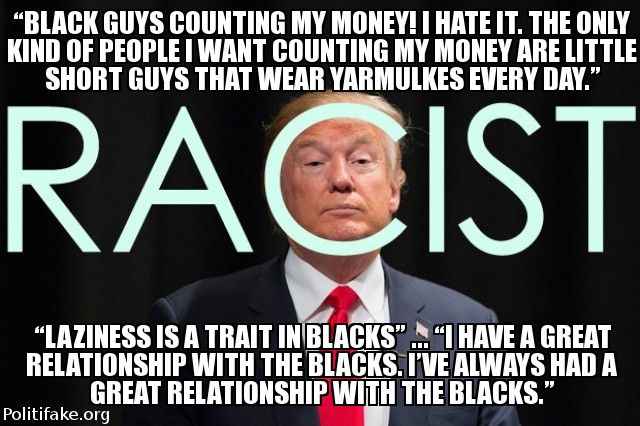 “BLACK GUYS COUNTING MY MONEY! I HATE IT. THE ONLY
KIND OF PEOPLE I WANT COUNTING MY MONEY ARE LITTLE
SHORT GUYS THAT WEAR YARMULKES EVERY DAY.”
RACIST
“LAZINESS IS A TRAIT IN BLACKS” ... “I HAVE A GREAT
RELATIONSHIP WITH THE BLACKS. I’VE ALWAYS HAD A
GREAT RELATIONSHIP WITH THE BLACKS.”
Politifake.org